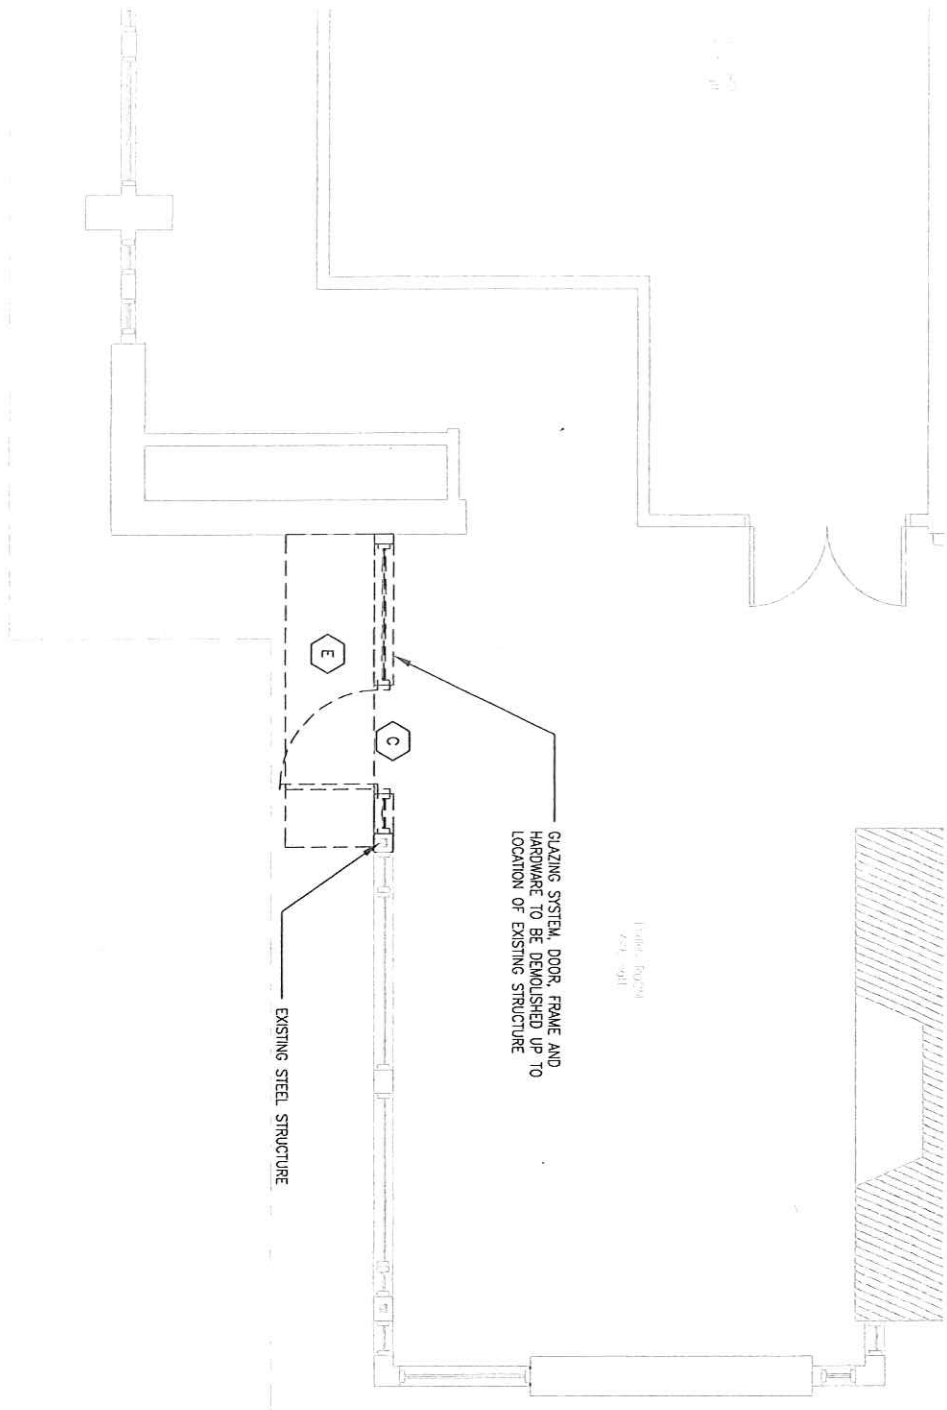 GLAZING SYSTEM, DOOR, FRAME AND
HARDWARE TO BE DEMOLISHED UP TO
LOCATION OF EXISTING STRUCTURE
E
C
EXISTING STEEL STRUCTURE